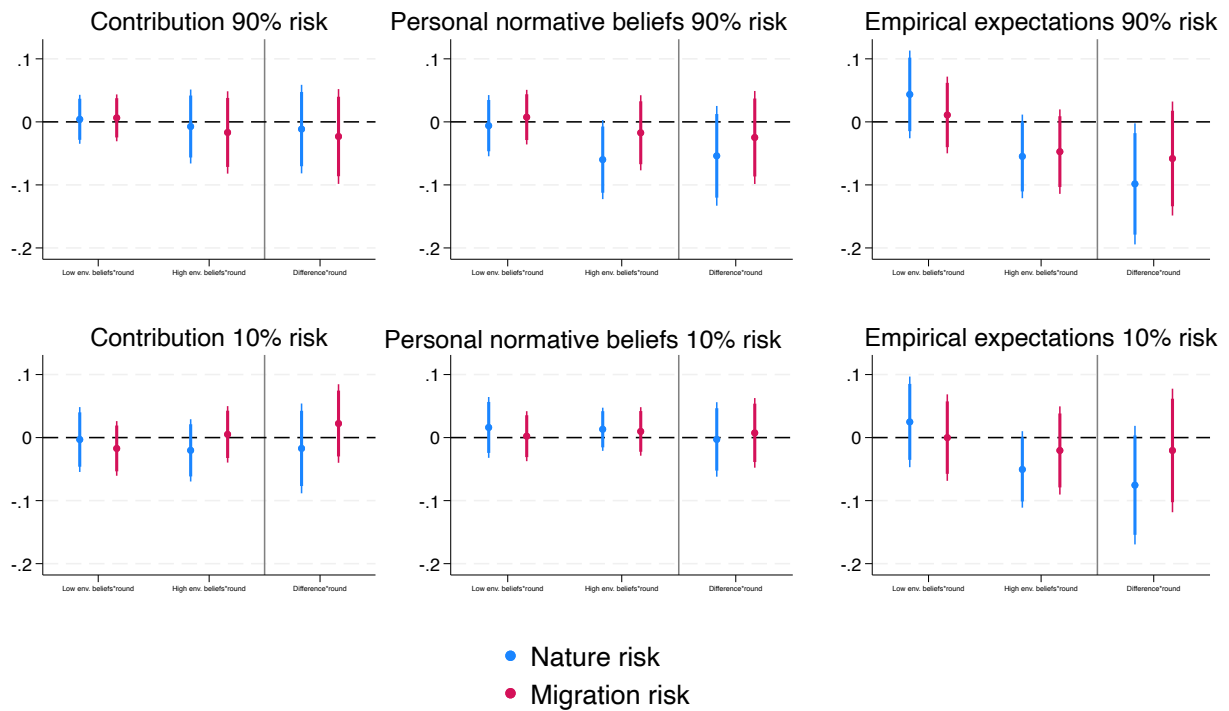 Contribution 90% risk
.1
0
-.1
-.2
Low env. beliefs*round High env. beliefs*round Difference*round
Personal normative beliefs 90% risk
.1
0
-.1
-.2
Low env. beliefs*round High env. beliefs*round Difference*round
Empirical expectations 90% risk
.1
0
-.1
-.2
Low env. beliefs*round High env. beliefs*round Difference*round
Contribution 10% risk
.1
0
-.1
-.2
Low env. beliefs*round High env. beliefs*round Difference*round
Personal normative beliefs 10% risk
.1
0
-.1
-.2
Low env. beliefs*round High env. beliefs*round Difference*round
Empirical expectations 10% risk
.1
0
-.1
-.2
Low env. beliefs*round High env. beliefs*round Difference*round
Nature risk
Migration risk